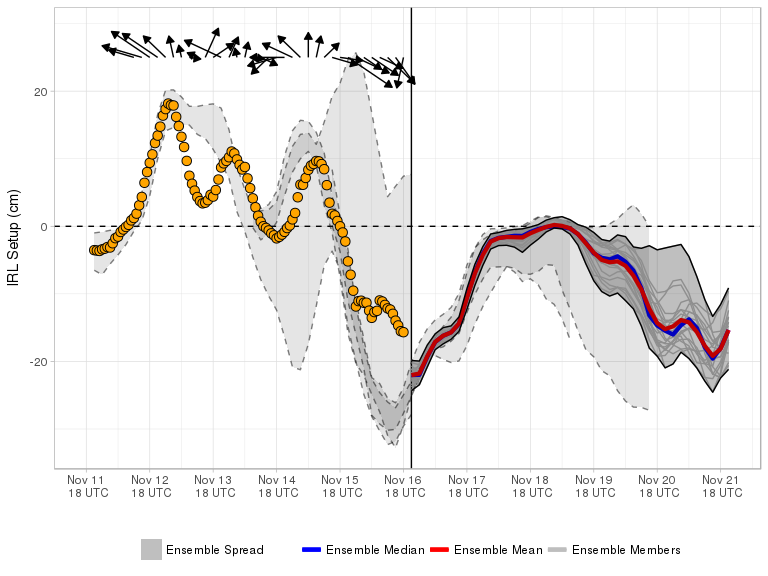 IRL Setup (cm)
20
0
-20
Nov 11 Nov 12 Nov 13 Nov 14 Nov 15 Nov 16 Nov 17 Nov 18 Nov 19 Nov 20 Nov 21
18 UTC 18 UTC 18 UTC 18 UTC 18 UTC 18 UTC 18 UTC 18 UTC 18 UTC 18 UTC 18 UTC
Ensemble Spread Ensemble Median Ensemble Mean Ensemble Members